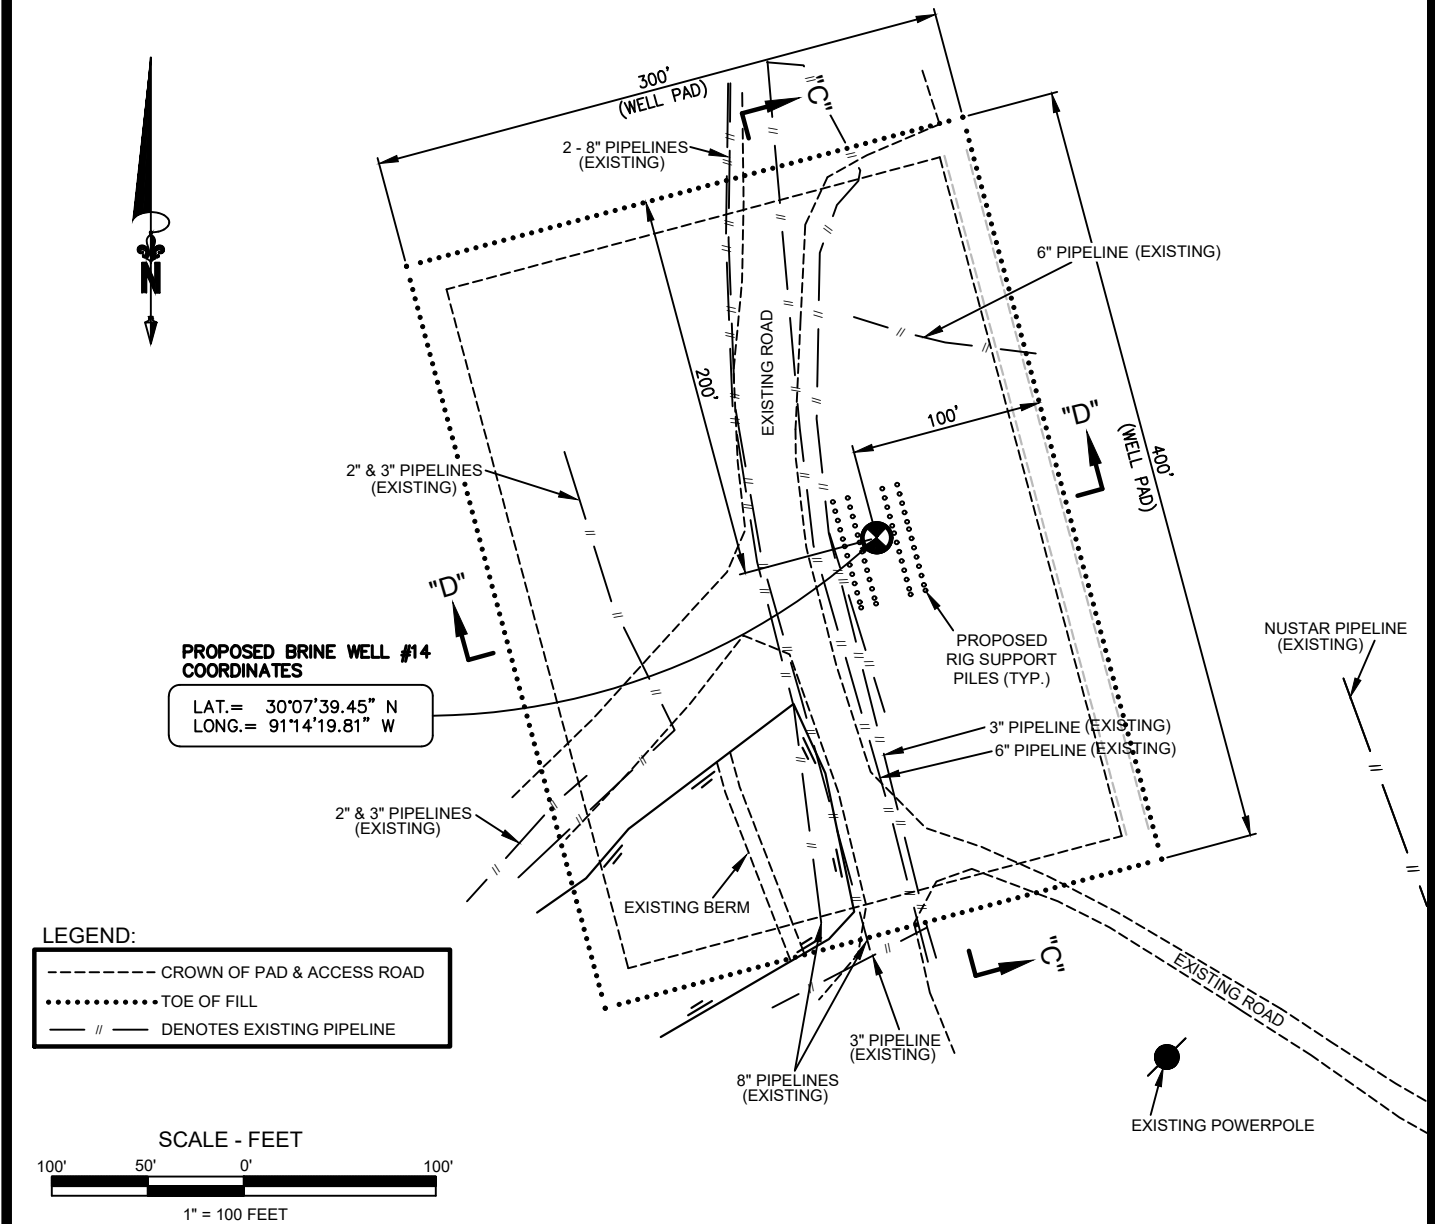 300'
(WELL PAD)
"C"
2 - 8" PIPELINES
(EXISTING)
N
6" PIPELINE (EXISTING)
EXISTING ROAD
200'
100'
"D"
400'
(WELL PAD)
2" & 3" PIPELINES
(EXISTING)
"D"
PROPOSED BRINE WELL #14
COORDINATES
LAT.= 30°07'39.45" N
LONG.= 91°14'19.81" W
PROPOSED
RIG SUPPORT
PILES (TYP.)
NUSTAR PIPELINE
(EXISTING)
3" PIPELINE (EXISTING)
6" PIPELINE (EXISTING)
2" & 3" PIPELINES
(EXISTING)
EXISTING BERM
"C"
EXISTING ROAD
LEGEND:
CROWN OF PAD & ACCESS ROAD
TOE OF FILL
DENOTES EXISTING PIPELINE
3" PIPELINE
(EXISTING)
8" PIPELINES
(EXISTING)
EXISTING POWERPOLE
SCALE - FEET
100' 50' 0' 100'
1" = 100 FEET